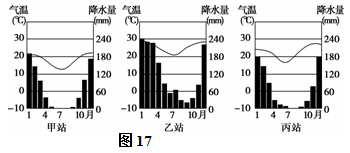 气温 降水量 气温 降水量 气温 降水量
(℃) (mm) (℃) (mm) (℃) (mm)
30 240 30 240 30 240
20 180 20 180 20 180
10 120 10 120 10 120
0 60 0 60 0 60
-10 0 -10 0 -10 0
1 4 7 10月 1 4 7 10月 1 4 7 10月
甲站 乙站 丙站
图17